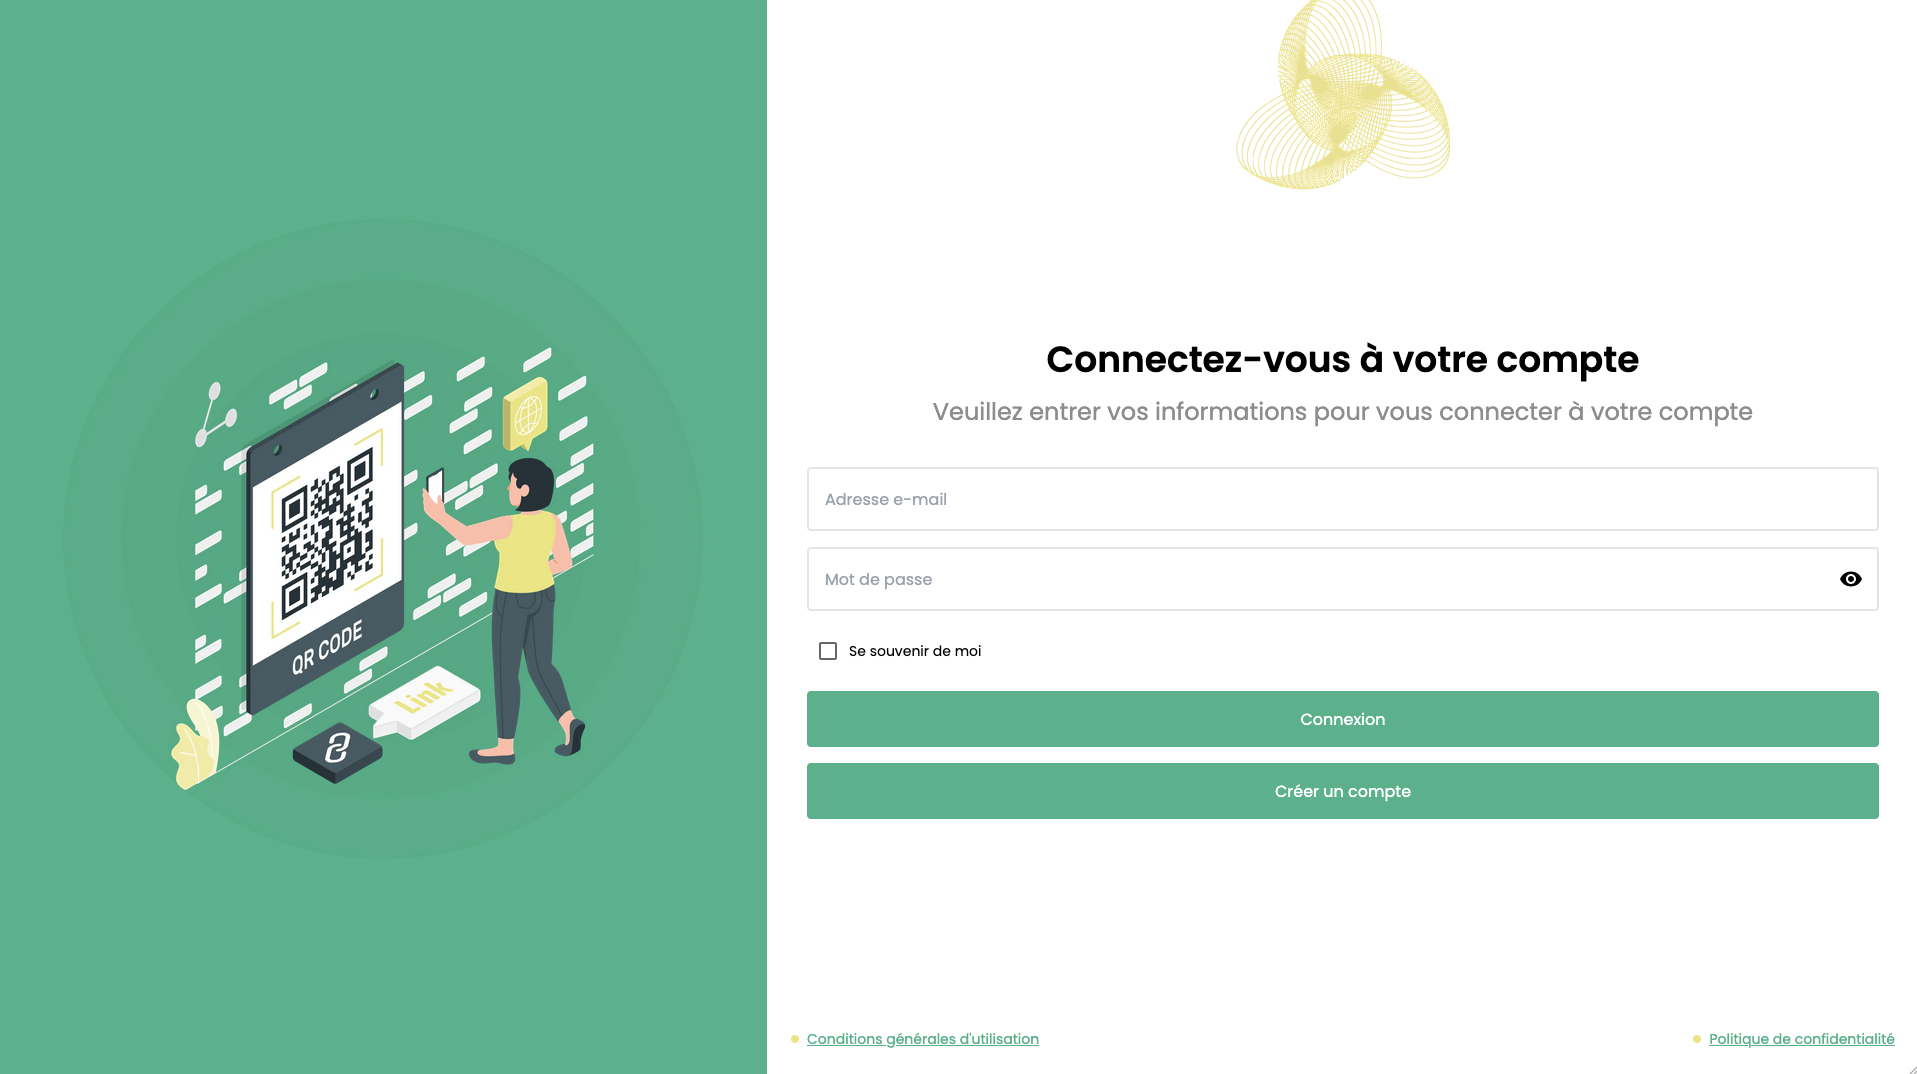 QR CODE
Link
Connectez-vous à votre compte
Veuillez entrer vos informations pour vous connecter à votre compte
Adresse e-mail
Mot de passe
Se souvenir de moi
Connexion
Créer un compte
Conditions générales d'utilisation
Politique de confidentialité